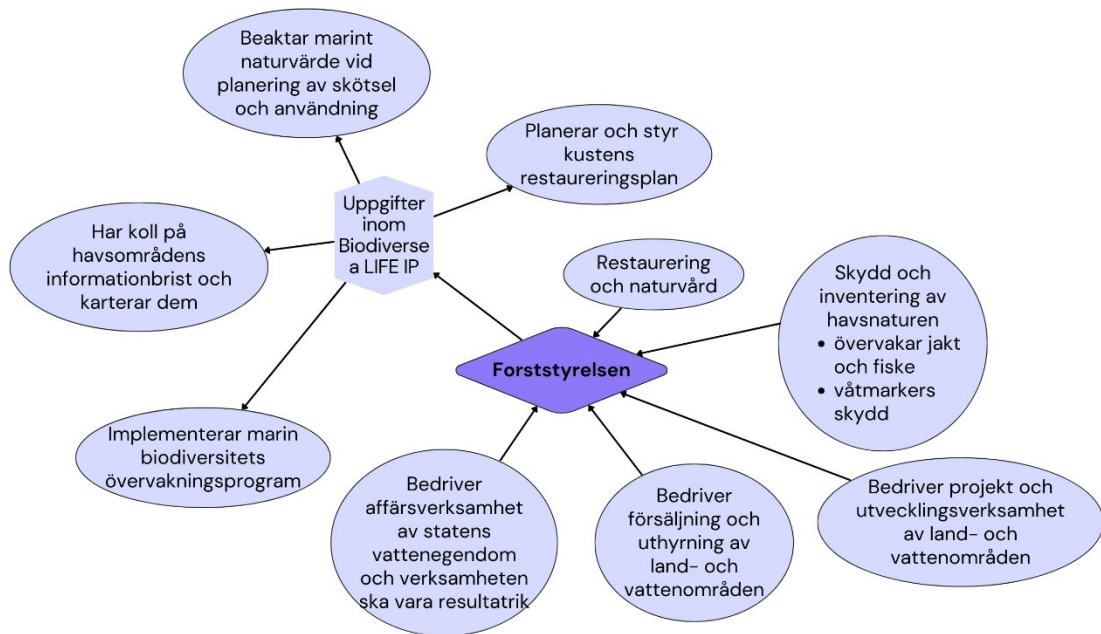 Beaktar marint
naturvärde vid
planering av skötsel
och användning
Planerar och styr
kustens
restaureringsplan
Uppgifter
inom
Biodiverse
a LIFE IP
Har koll på
havsområdens
informationbrist och
karterar dem
Restaurering
och naturvård
Skydd och
inventering av
havsnaturen
• övervakar jakt
och fiske
• våtmarkers
skydd
Forststyrelsen
Implementerar marin
biodiversitets
övervakningsprogram
Bedriver
affärsverksamhet
av statens
vattenegendom
och verksamheten
ska vara resultatrik
Bedriver
försäljning och
uthyrning av
land- och
vattenområden
Bedriver projekt och
utvecklingsverksamhet
av land- och
vattenområden